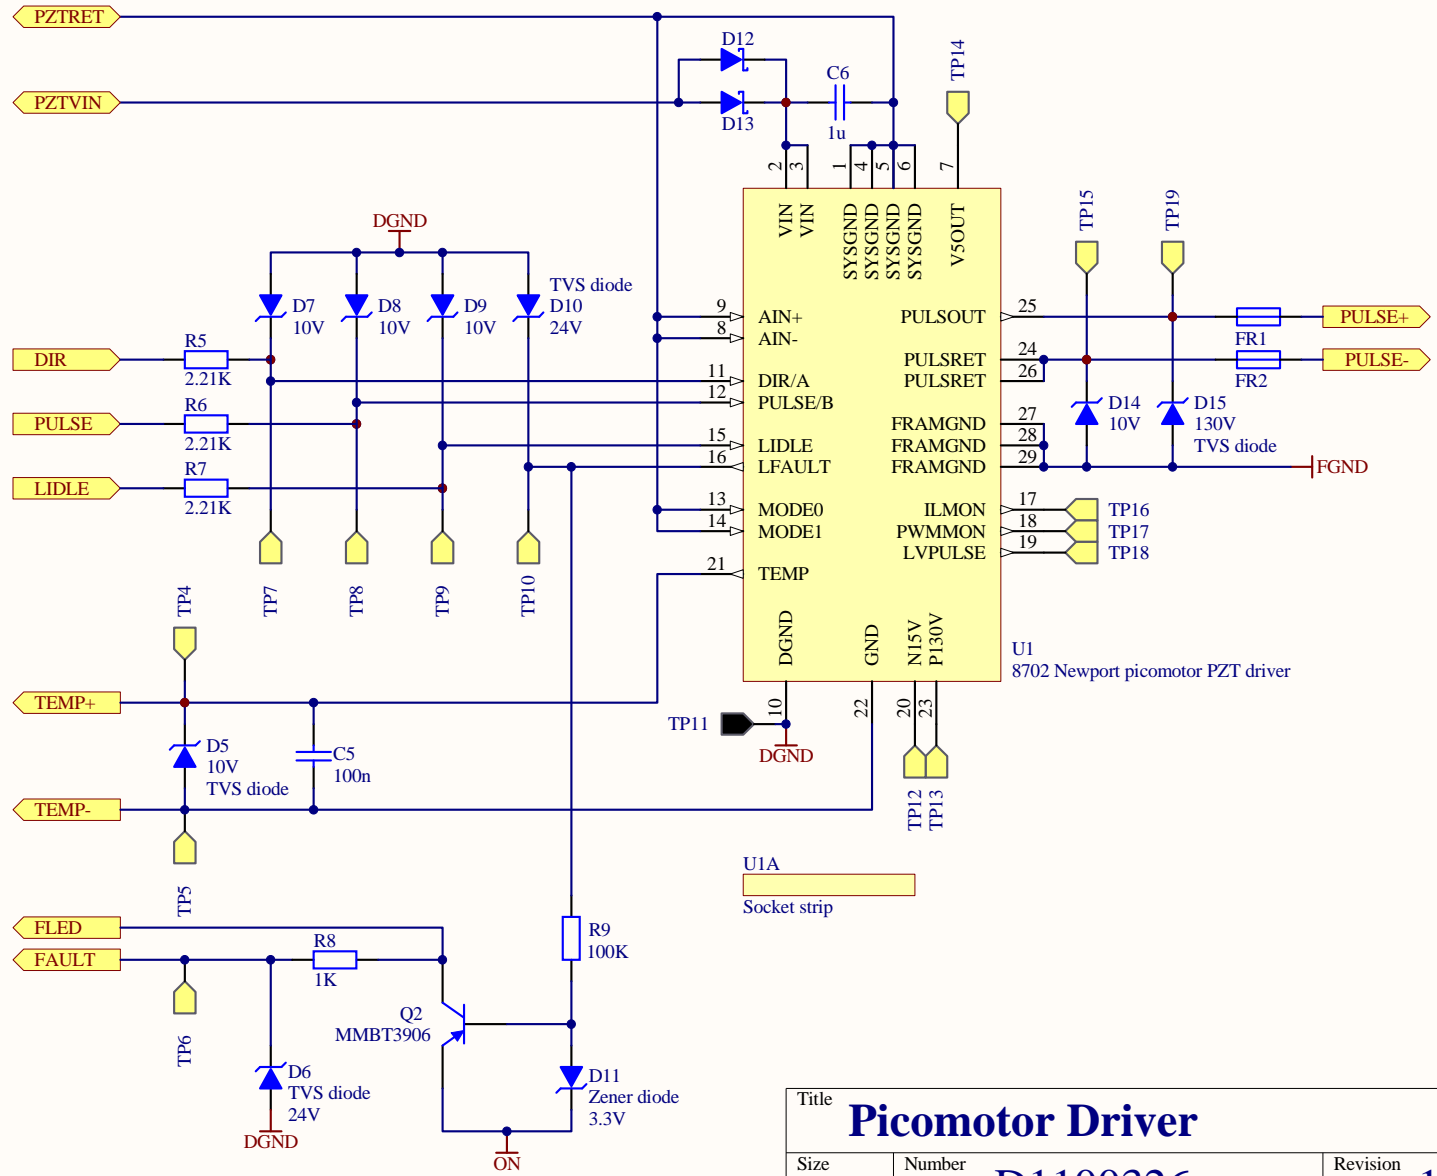 PZTRET
PZTVIN
D12
D13
C6
1u
TP14
2
3
1
4
5
6
7
VIN
VIN
SYSGND
SYSGND
SYSGND
SYSGND
V5OUT
DGND
D7
10V
D8
10V
D9
10V
TVS diode
D10
24V
DIR
R5
2.21K
PULSE
R6
2.21K
LIDLE
R7
2.21K
TP7
TP8
TP9
TP10
9
AIN+
8
AIN-
11
DIR/A
12
PULSE/B
15
LIDLE
16
LFAULT
13
MODE0
14
MODE1
21
TEMP
PULSOUT
25
PULSRET
24
PULSRET
26
FRAMGND
27
FRAMGND
28
FRAMGND
29
ILMON
17
PWMMON
18
LVPULSE
19
TP15
TP19
FR1
PULSE+
FR2
PULSE-
D14
10V
D15
130V
TVS diode
FGND
TP16
TP17
TP18
DGND
GND
N15V
P130V
10
22
20
23
U1
8702 Newport picomotor PZT driver
TP11
DGND
TP12
TP13
TP4
TEMP+
D5
10V
TVS diode
C5
100n
TEMP-
TP5
U1A
Socket strip
FLED
FAULT
R8
1K
TP6
R9
100K
Q2
MMBT3906
D6
TVS diode
24V
DGND
D11
Zener diode
3.3V
ON
Title
Picomotor Driver
Size
Number
Revision